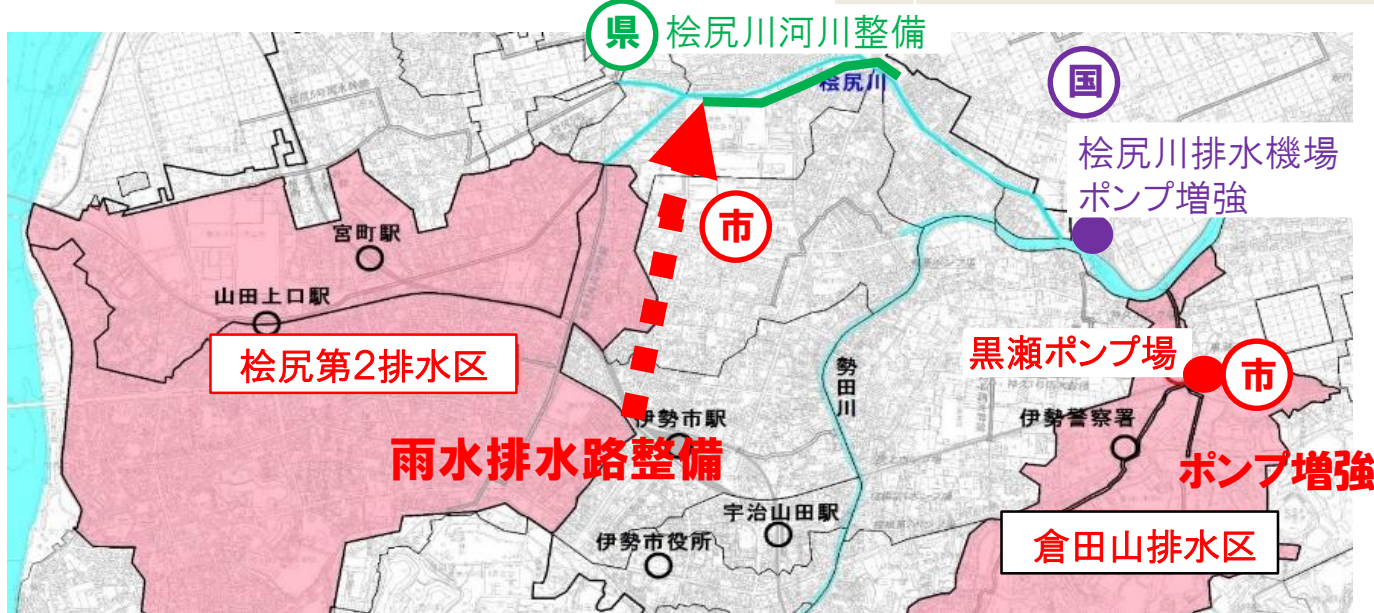 県 桧尻川河川整備
桧尻川
国
桧尻川排水機場
ポンプ増強
市
宮町駅
山田上口駅
桧尻第2排水区
雨水排水路整備
伊勢市駅
勢田川
宇治山田駅
伊勢市役所
黒瀬ポンプ場
市
伊勢警察署
ポンプ増強
倉田山排水区